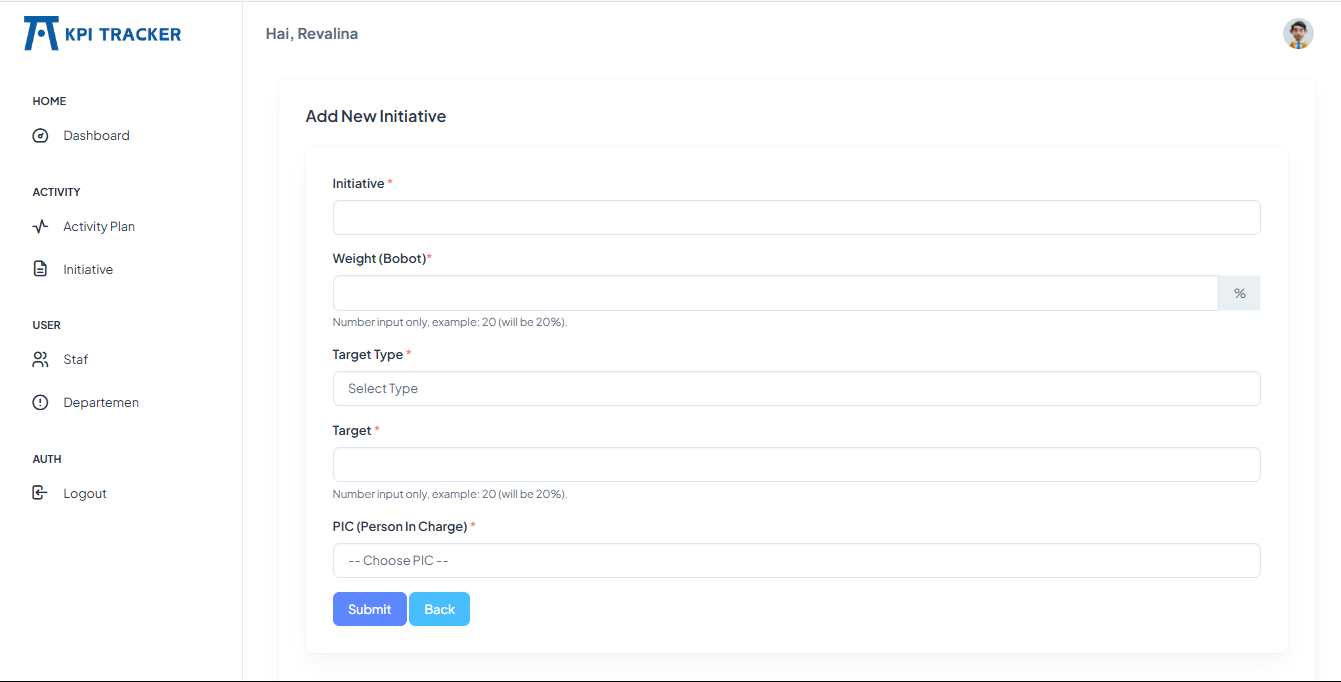 KPI TRACKER
Hai, Revalina
HOME
Dashboard
ACTIVITY
Activity Plan
Initiative
USER
Staf
Departemen
AUTH
Logout
Add New Initiative
Initiative *
Weight (Bobot)*
%
Number input only, example: 20 (will be 20%).
Target Type *
Select Type
Target *
Number input only, example: 20 (will be 20%).
PIC (Person In Charge) *
-- Choose PIC --
Submit Back